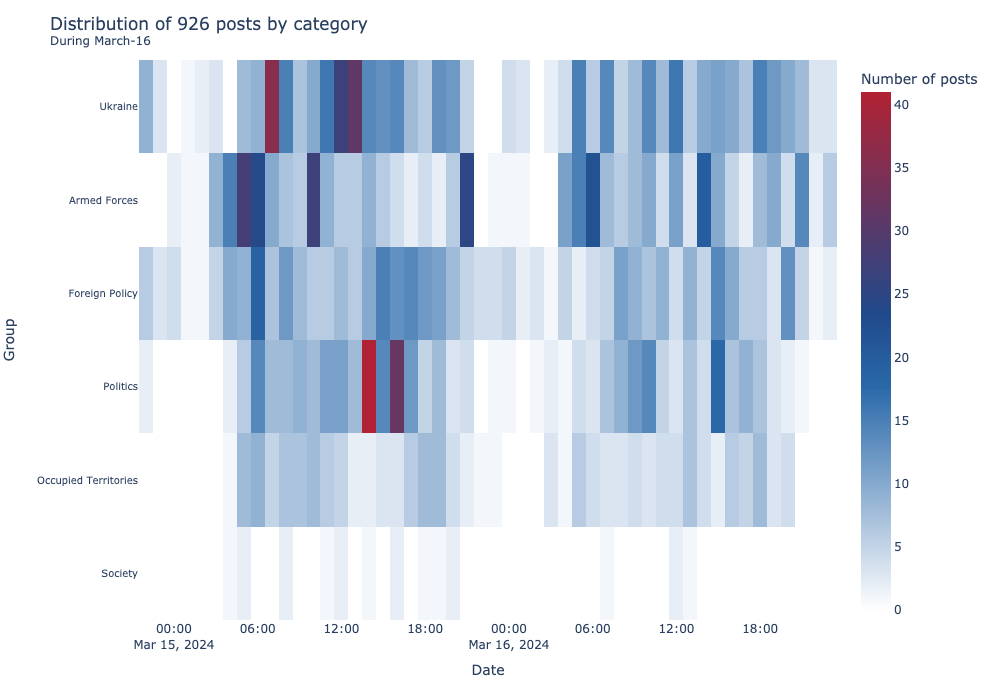 Distribution of 926 posts by category
During March-16
Number of posts
40
35
30
25
20
15
10
5
0
Group
Ukraine
Armed Forces
Foreign Policy
Politics
Occupied Territories
Society
00:00 06:00 12:00 18:00 00:00 06:00 12:00 18:00
Mar 15, 2024 Mar 16, 2024
Date